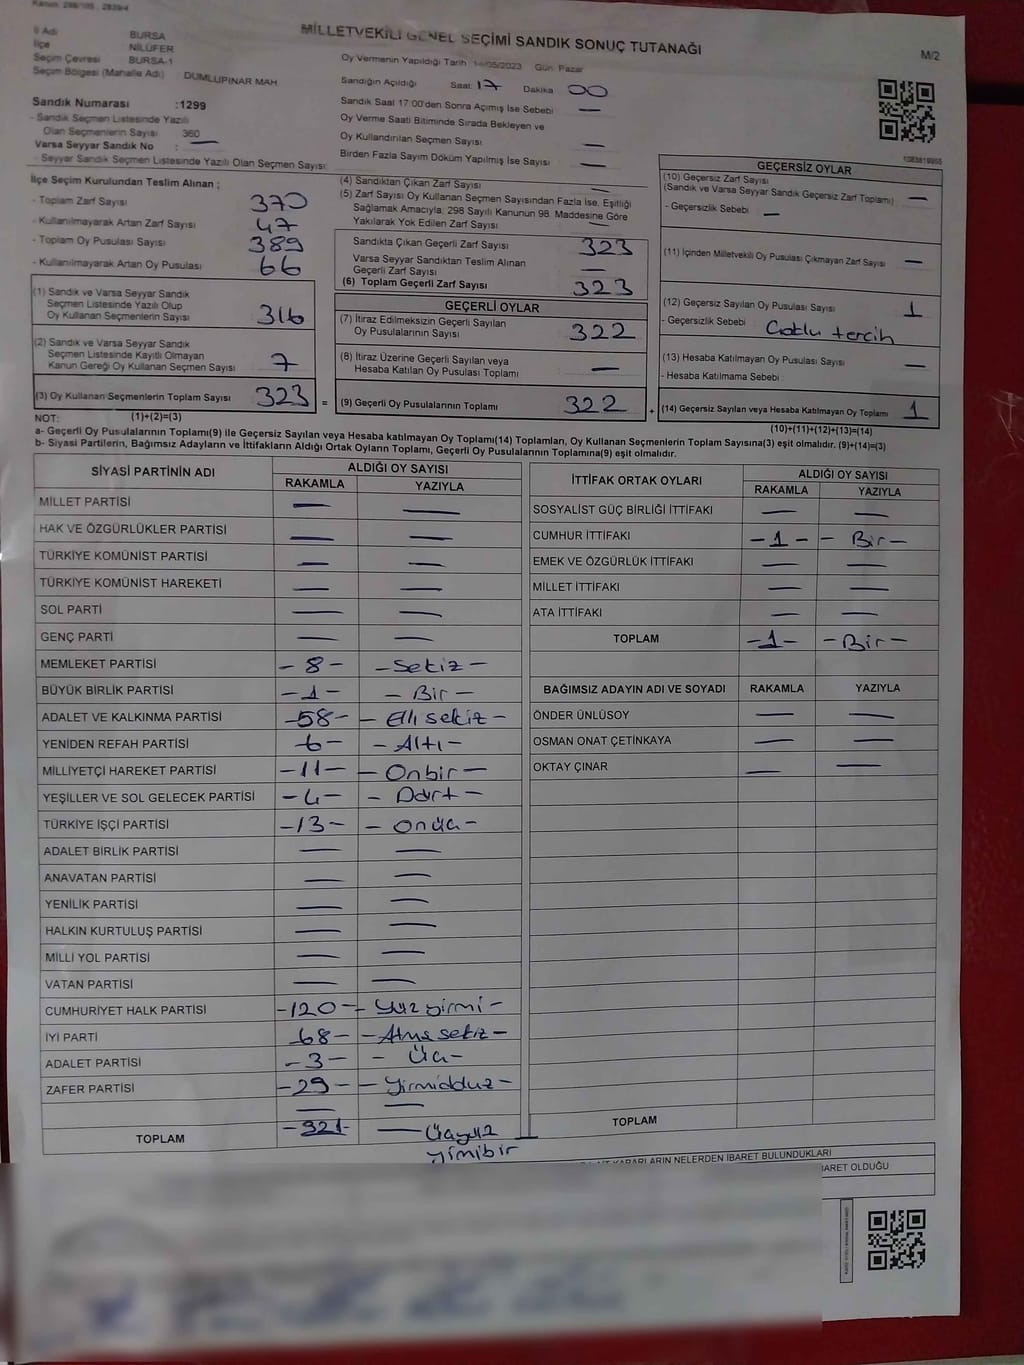 MİLLETVEKİLİ GENEL SEÇİMİ SANDIK SONUÇ TUTANAĞI
M/2
İl Adı BURSA
İlçe NİLÜFER
Seçim Çevresi BURSA-1
Seçim Bölgesi (Mahalle Adı) DUMLUPINAR MAH
Sandık Numarası :1299
- Sandık Seçmen Listesinde Yazılı
Olan Seçmenlerin Sayısı 360
Varsa Seyyar Sandık No : —
- Seyyar Sandık Seçmen Listesinde Yazılı Olan Seçmen Sayısı:
Oy Vermenin Yapıldığı Tarih /05/2023 Gün: Pazar
Sandığın Açıldığı Saat: 17 Dakika 00
Sandık Saat 17:00'den Sonra Açımış İse Sebebi —
Oy Verme Saati Bitiminde Sırada Bekleyen ve
Oy Kullandırılan Seçmen Sayısı —
Birden Fazla Sayım Döküm Yapılmış İse Sayısı —
İlçe Seçim Kurulundan Teslim Alınan ;
- Toplam Zarf Sayısı 370
- Kullanılmayarak Artan Zarf Sayısı 47
- Toplam Oy Pusulası Sayısı 389
- Kullanılmayarak Artan Oy Pusulası 66
(1) Sandık ve Varsa Seyyar Sandık
Seçmen Listesinde Yazılı Olup
Oy Kullanan Seçmenlerin Sayısı 316
(2) Sandık ve Varsa Seyyar Sandık
Seçmen Listesinde Kayıtlı Olmayan
Kanun Gereği Oy Kullanan Seçmen Sayısı 7
(3) Oy Kullanan Seçmenlerin Toplam Sayısı 323 =
(1)+(2)=(3)
(4) Sandıktan Çıkan Zarf Sayısı —
(5) Zarf Sayısı Oy Kullanan Seçmen Sayısından Fazla İse, Eşitliği
Sağlamak Amacıyla, 298 Sayılı Kanunun 98. Maddesine Göre
Yakılarak Yok Edilen Zarf Sayısı —
Sandıkta Çıkan Geçerli Zarf Sayısı 323
Varsa Seyyar Sandıktan Teslim Alınan
Geçerli Zarf Sayısı —
(6) Toplam Geçerli Zarf Sayısı 323
GEÇERLİ OYLAR
(7) İtiraz Edilmeksizin Geçerli Sayılan
Oy Pusulalarının Sayısı 322
(8) İtiraz Üzerine Geçerli Sayılan veya
Hesaba Katılan Oy Pusulası Toplamı —
(9) Geçerli Oy Pusulalarının Toplamı 322 +
GEÇERSİZ OYLAR
(10) Geçersiz Zarf Sayısı
(Sandık ve Varsa Seyyar Sandık Geçersiz Zarf Toplamı) —
- Geçersizlik Sebebi —
(11) İçinden Milletvekili Oy Pusulası Çıkmayan Zarf Sayısı —
(12) Geçersiz Sayılan Oy Pusulası Sayısı 1
- Geçersizlik Sebebi Çoklu tercih
(13) Hesaba Katılmayan Oy Pusulası Sayısı —
- Hesaba Katılmama Sebebi
(14) Geçersiz Sayılan veya Hesaba Katılmayan Oy Toplamı 1
(10)+(11)+(12)+(13)=(14)
NOT:
a- Geçerli Oy Pusulalarının Toplamı(9) ile Geçersiz Sayılan veya Hesaba katılmayan Oy Toplamı(14) Toplamları, Oy Kullanan Seçmenlerin Toplam Sayısına(3) eşit olmalıdır. (9)+(14)=(3)
b- Siyasi Partilerin, Bağımsız Adayların ve İttifakların Aldığı Ortak Oyların Toplamı, Geçerli Oy Pusulalarının Toplamına(9) eşit olmalıdır.
SİYASİ PARTİNİN ADI ALDIĞI OY SAYISI
RAKAMLA YAZIYLA
MİLLET PARTİSİ — —
HAK VE ÖZGÜRLÜKLER PARTİSİ — —
TÜRKİYE KOMÜNİST PARTİSİ — —
TÜRKİYE KOMÜNİST HAREKETİ — —
SOL PARTİ — —
GENÇ PARTİ — —
MEMLEKET PARTİSİ -8- -Sekiz-
BÜYÜK BİRLİK PARTİSİ -1- -Bir-
ADALET VE KALKINMA PARTİSİ -58- -Elli sekiz-
YENİDEN REFAH PARTİSİ -6- -Altı-
MİLLİYETÇİ HAREKET PARTİSİ -11- -Onbir-
YEŞİLLER VE SOL GELECEK PARTİSİ -4- -Dört-
TÜRKİYE İŞÇİ PARTİSİ -13- -Onüç-
ADALET BİRLİK PARTİSİ — —
ANAVATAN PARTİSİ — —
YENİLİK PARTİSİ — —
HALKIN KURTULUŞ PARTİSİ — —
MİLLİ YOL PARTİSİ — —
VATAN PARTİSİ — —
CUMHURİYET HALK PARTİSİ -120- -Yüz yirmi-
İYİ PARTİ 68- -Atmış sekiz-
ADALET PARTİSİ -3- -Üç-
ZAFER PARTİSİ -29- -Yirmidokuz-
— —
TOPLAM -321- —Üçyüz
yirmibir
İTTİFAK ORTAK OYLARI ALDIĞI OY SAYISI
RAKAMLA YAZIYLA
SOSYALİST GÜÇ BİRLİĞİ İTTİFAKI — —
CUMHUR İTTİFAKI -1- -Bir-
EMEK VE ÖZGÜRLÜK İTTİFAKI — —
MİLLET İTTİFAKI — —
ATA İTTİFAKI — —
TOPLAM -1- -Bir-
BAĞIMSIZ ADAYIN ADI VE SOYADI RAKAMLA YAZIYLA
ÖNDER ÜNLÜSOY — —
OSMAN ONAT ÇETİNKAYA — —
OKTAY ÇINAR — —
TOPLAM
KARARLARIN NELERDEN İBARET BULUNDUKLARI
İBARET OLDUĞU